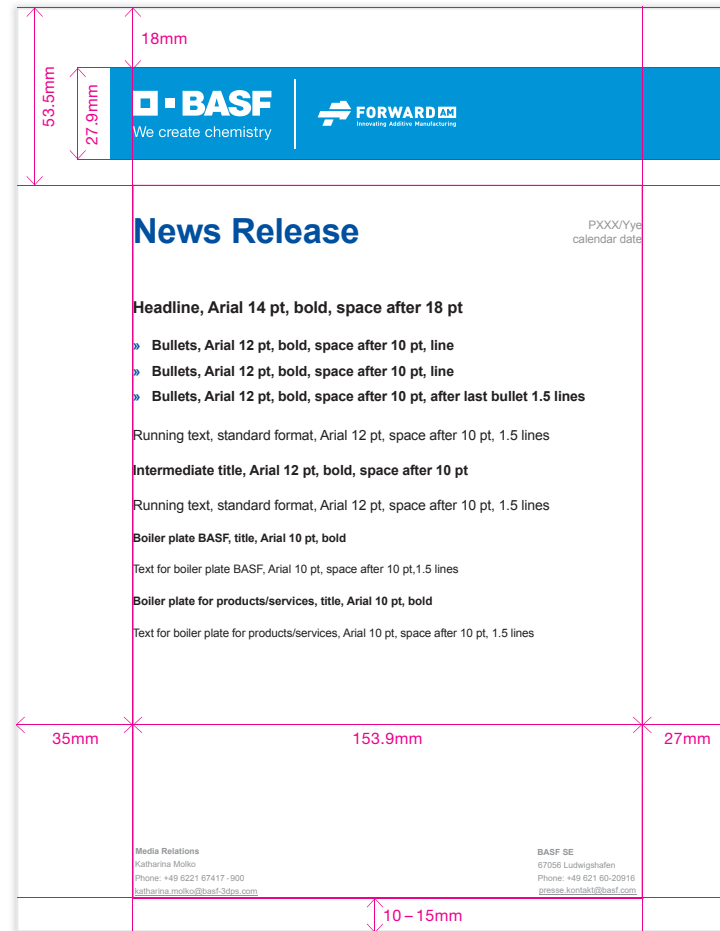 18mm
53.5mm
27.9mm
BASF
We create chemistry
FORWARD AM
Innovating Additive Manufacturing
News Release
PXXX/Yye
calendar date
Headline, Arial 14 pt, bold, space after 18 pt
» Bullets, Arial 12 pt, bold, space after 10 pt, line
» Bullets, Arial 12 pt, bold, space after 10 pt, line
» Bullets, Arial 12 pt, bold, space after 10 pt, after last bullet 1.5 lines
Running text, standard format, Arial 12 pt, space after 10 pt, 1.5 lines
Intermediate title, Arial 12 pt, bold, space after 10 pt
Running text, standard format, Arial 12 pt, space after 10 pt, 1.5 lines
Boiler plate BASF, title, Arial 10 pt, bold
Text for boiler plate BASF, Arial 10 pt, space after 10 pt,1.5 lines
Boiler plate for products/services, title, Arial 10 pt, bold
Text for boiler plate for products/services, Arial 10 pt, space after 10 pt, 1.5 lines
35mm
153.9mm
27mm
Media Relations
Katharina Molko
Phone: +49 6221 67417-900
katharina.molko@basf-3dps.com
BASF SE
67056 Ludwigshafen
Phone: +49 621 60-20916
presse.kontakt@basf.com
10–15mm